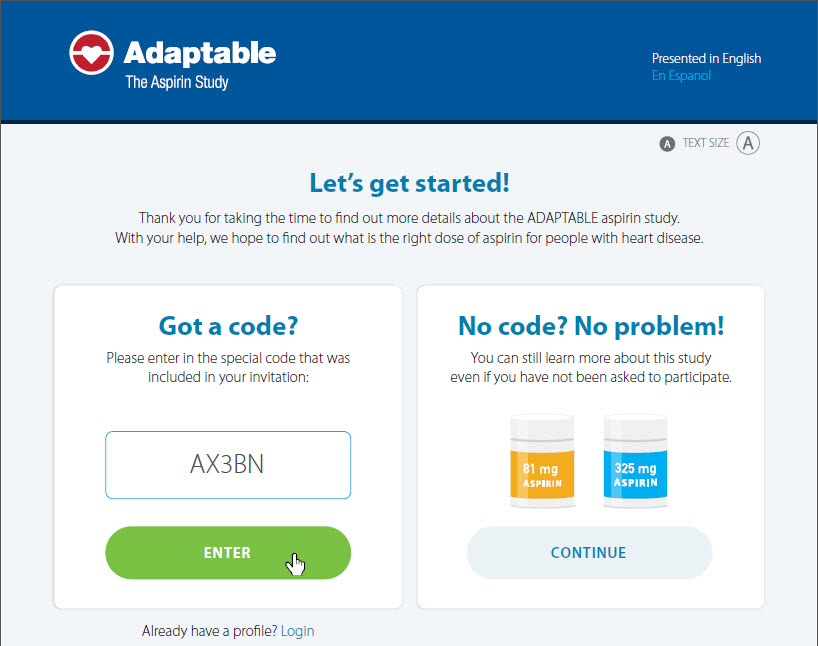 Adaptable
The Aspirin Study
Presented in English
En Espanol
A TEXT SIZE A
Let's get started!
Thank you for taking the time to find out more details about the ADAPTABLE aspirin study.
With your help, we hope to find out what is the right dose of aspirin for people with heart disease.
Got a code?
Please enter in the special code that was
included in your invitation:
AX3BN
ENTER
No code? No problem!
You can still learn more about this study
even if you have not been asked to participate.
81 mg
ASPIRIN
325 mg
ASPIRIN
CONTINUE
Already have a profile? Login